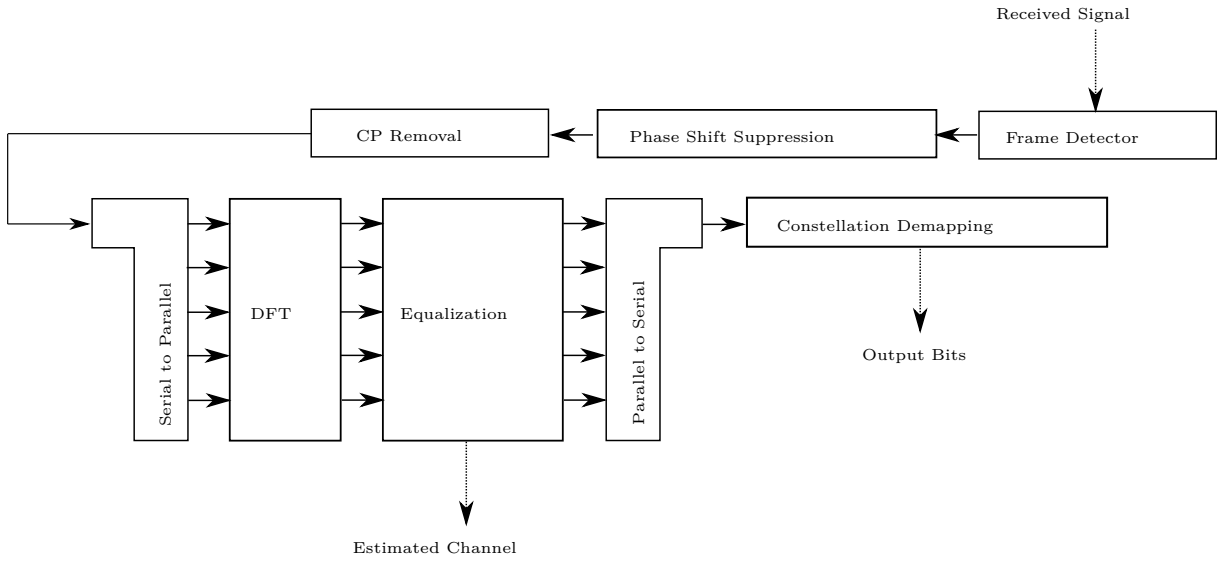 Received Signal
CP Removal
Phase Shift Suppression
Frame Detector
Serial to Parallel
DFT
Equalization
Parallel to Serial
Constellation Demapping
Output Bits
Estimated Channel